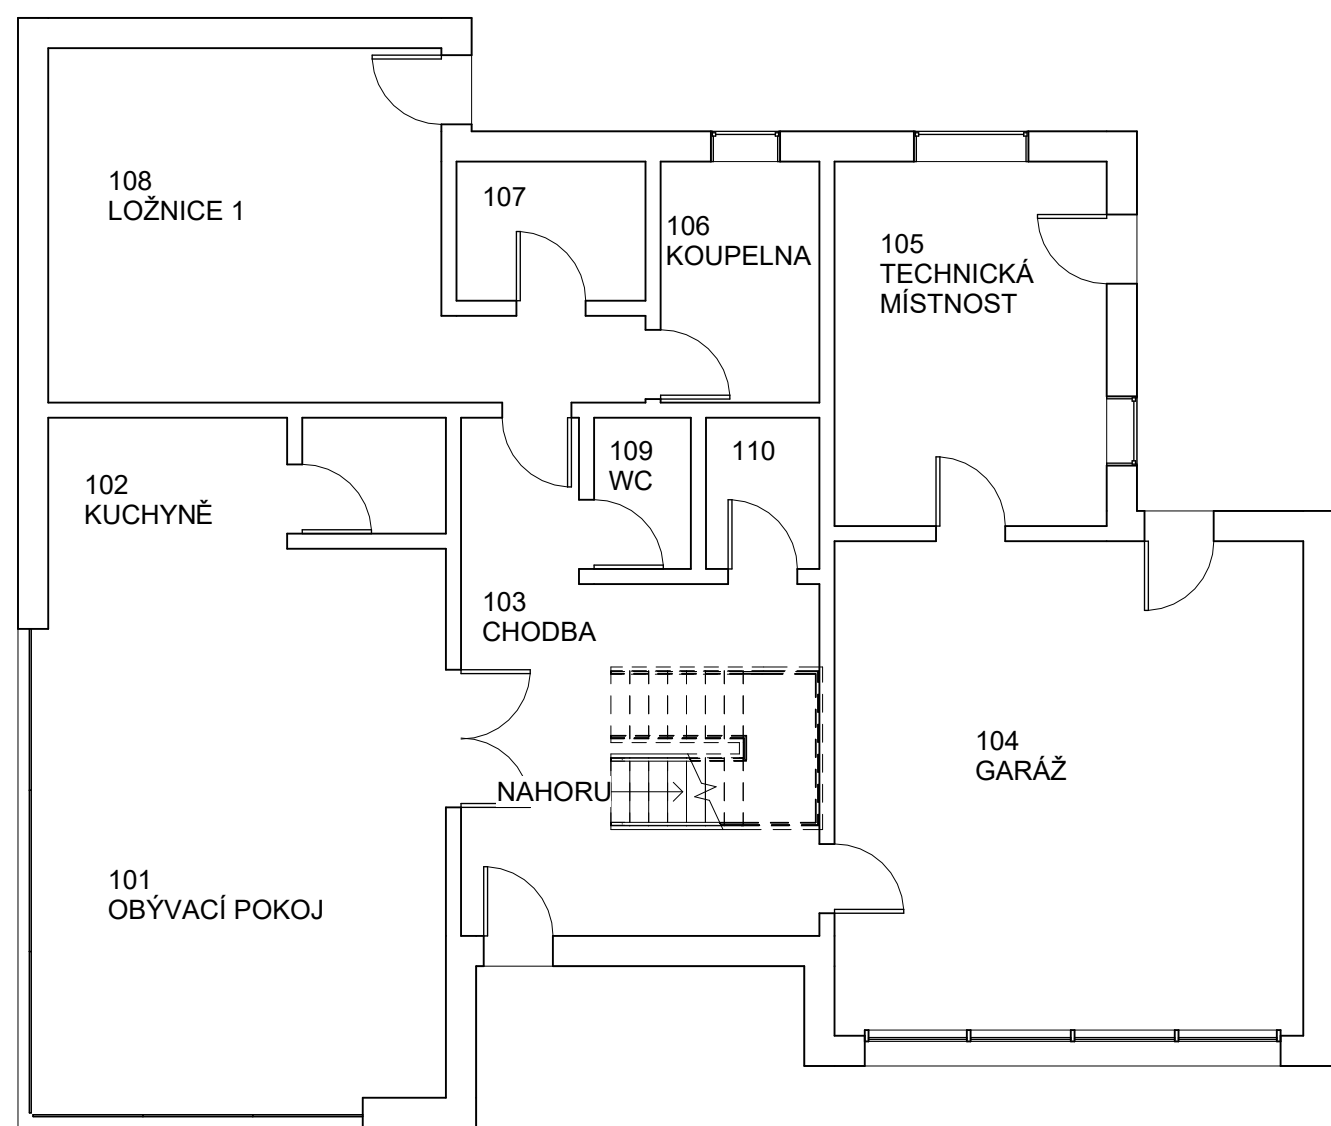 108
LOŽNICE 1
107
106
KOUPELNA
105
TECHNICKÁ
MÍSTNOST
102
KUCHYNĚ
109
WC
110
103
CHODBA
NAHORU
104
GARÁŽ
101
OBÝVACÍ POKOJ